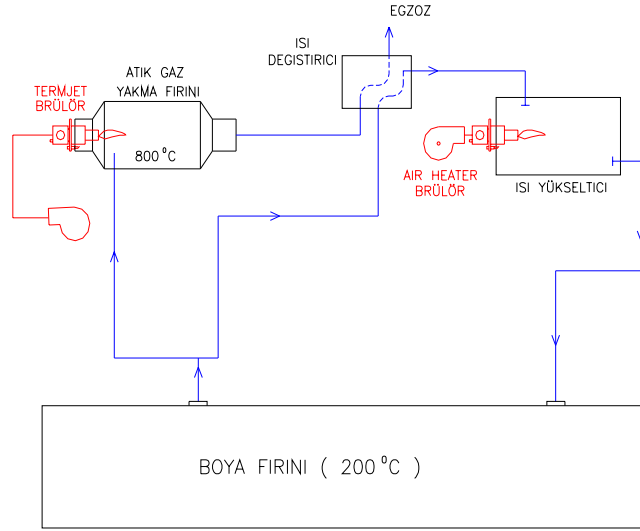 EGZOZ
ISI
DEGISTIRICI
ATIK GAZ
YAKMA FIRINI
TERMJET
BRÜLÖR
800°C
AIR HEATER
BRÜLÖR
ISI YÜKSELTICI
BOYA FIRINI ( 200°C )